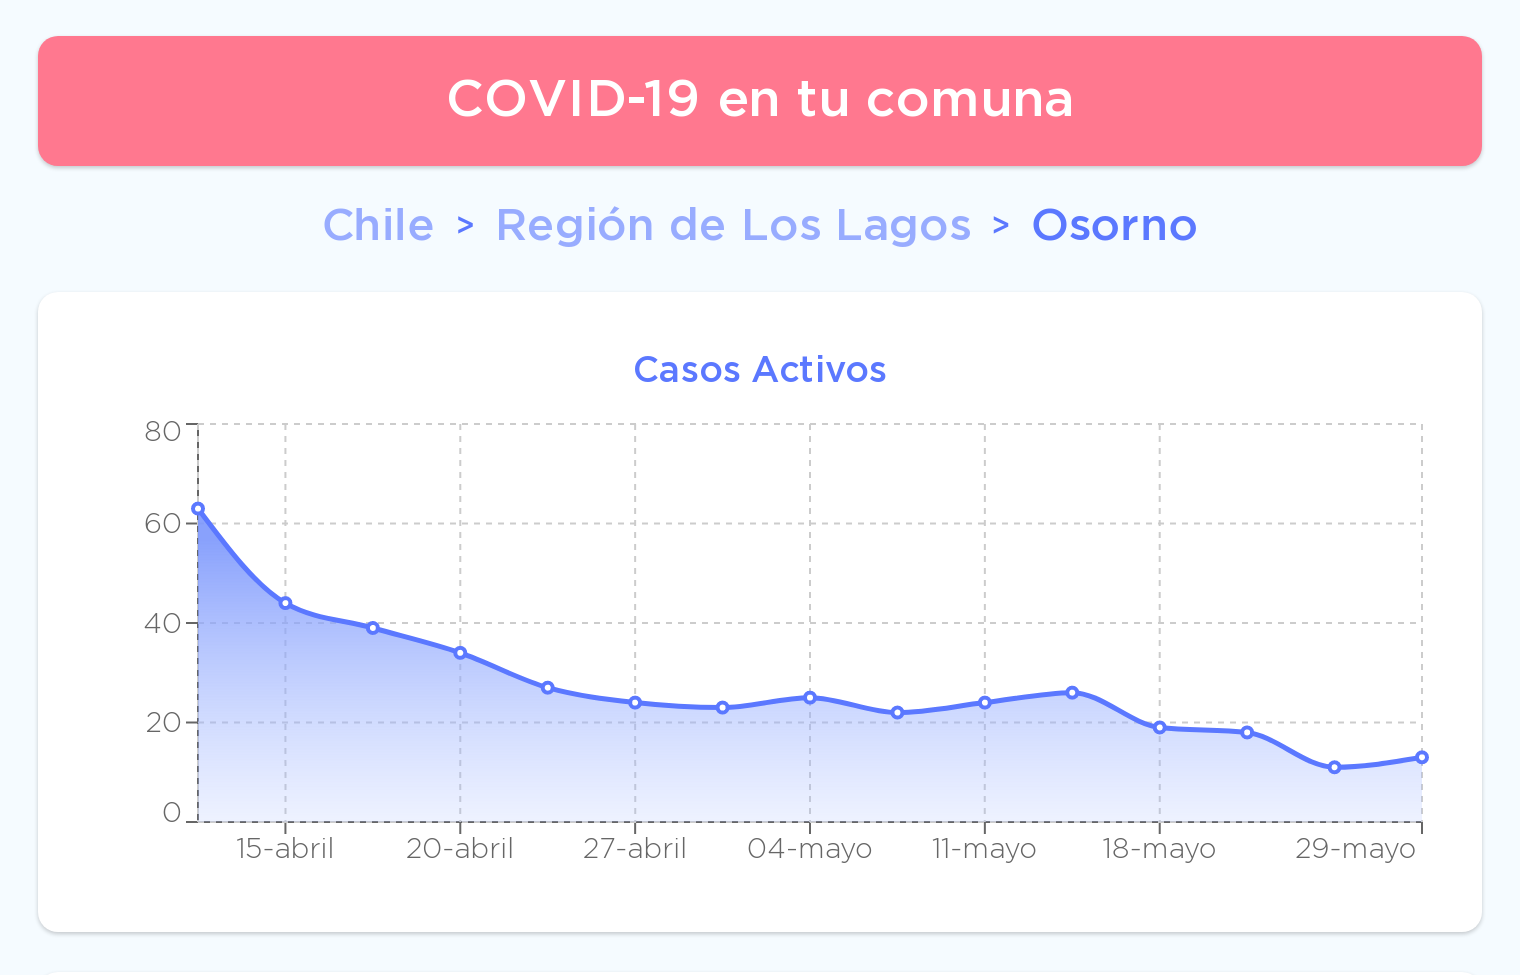 COVID-19 en tu comuna
Chile > Región de Los Lagos > Osorno
Casos Activos
80
60
40
20
0
15-abril 20-abril 27-abril 04-mayo 11-mayo 18-mayo 29-mayo